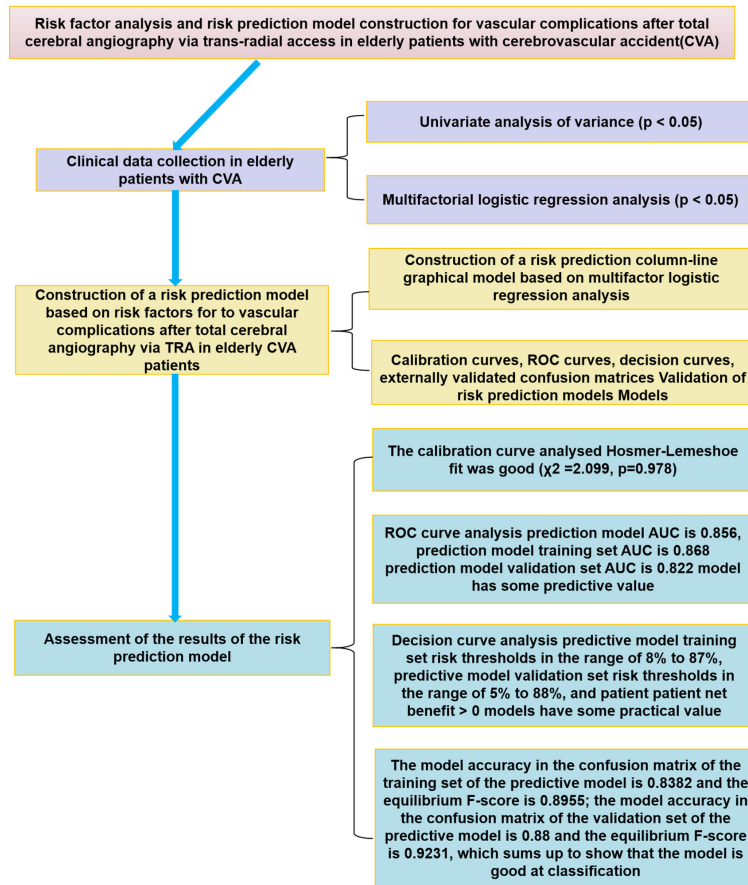 Risk factor analysis and risk prediction model construction for vascular complications after total
cerebral angiography via trans-radial access in elderly patients with cerebrovascular accident(CVA)
Univariate analysis of variance (p < 0.05)
Clinical data collection in elderly
patients with CVA
Multifactorial logistic regression analysis (p < 0.05)
Construction of a risk prediction column-line
graphical model based on multifactor logistic
regression analysis
Construction of a risk prediction model
based on risk factors for to vascular
complications after total cerebral
angiography via TRA in elderly CVA
patients
Calibration curves, ROC curves, decision curves,
externally validated confusion matrices Validation of
risk prediction models Models
The calibration curve analysed Hosmer-Lemeshoe
fit was good (χ2 =2.099, p=0.978)
ROC curve analysis prediction model AUC is 0.856,
prediction model training set AUC is 0.868
prediction model validation set AUC is 0.822 model
has some predictive value
Assessment of the results of the risk
prediction model
Decision curve analysis predictive model training
set risk thresholds in the range of 8% to 87%,
predictive model validation set risk thresholds in
the range of 5% to 88%, and patient patient net
benefit > 0 models have some practical value
The model accuracy in the confusion matrix of the
training set of the predictive model is 0.8382 and the
equilibrium F-score is 0.8955; the model accuracy in
the confusion matrix of the validation set of the
predictive model is 0.88 and the equilibrium F-score
is 0.9231, which sums up to show that the model is
good at classification